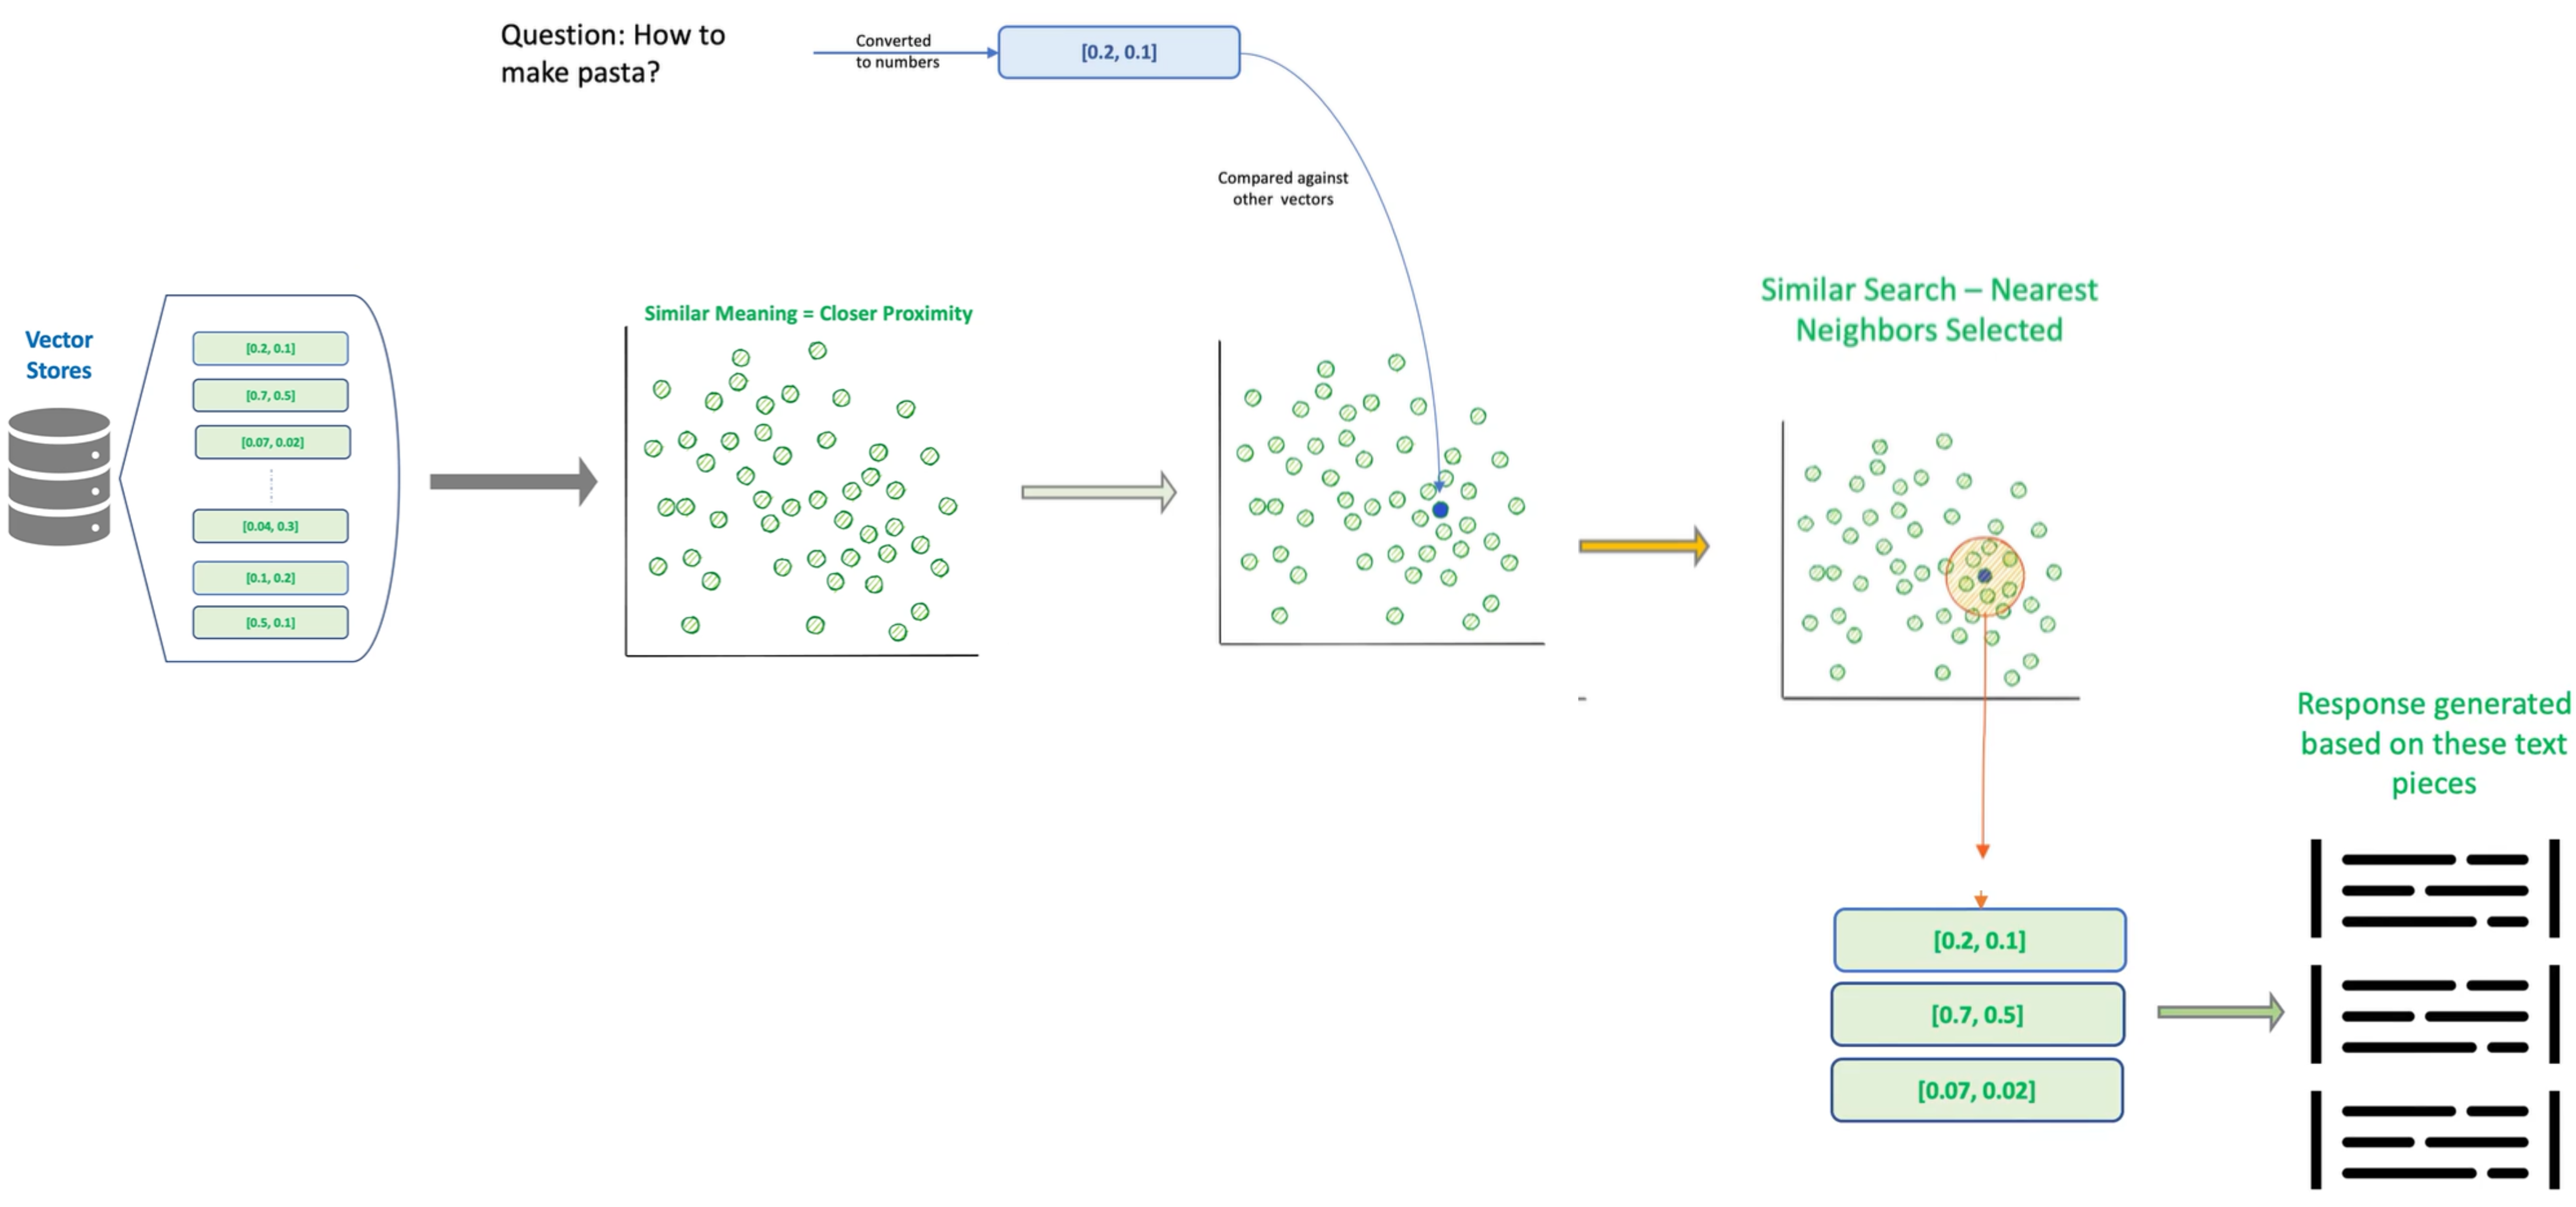 Question: How to
make pasta?
Converted
to numbers
[0.2, 0.1]
Compared against
other vectors
Vector
Stores
[0.2, 0.1]
[0.7, 0.5]
[0.07, 0.02]
[0.04, 0.3]
[0.1, 0.2]
[0.5, 0.1]
Similar Meaning = Closer Proximity
Similar Search – Nearest
Neighbors Selected
[0.2, 0.1]
[0.7, 0.5]
[0.07, 0.02]
Response generated
based on these text
pieces